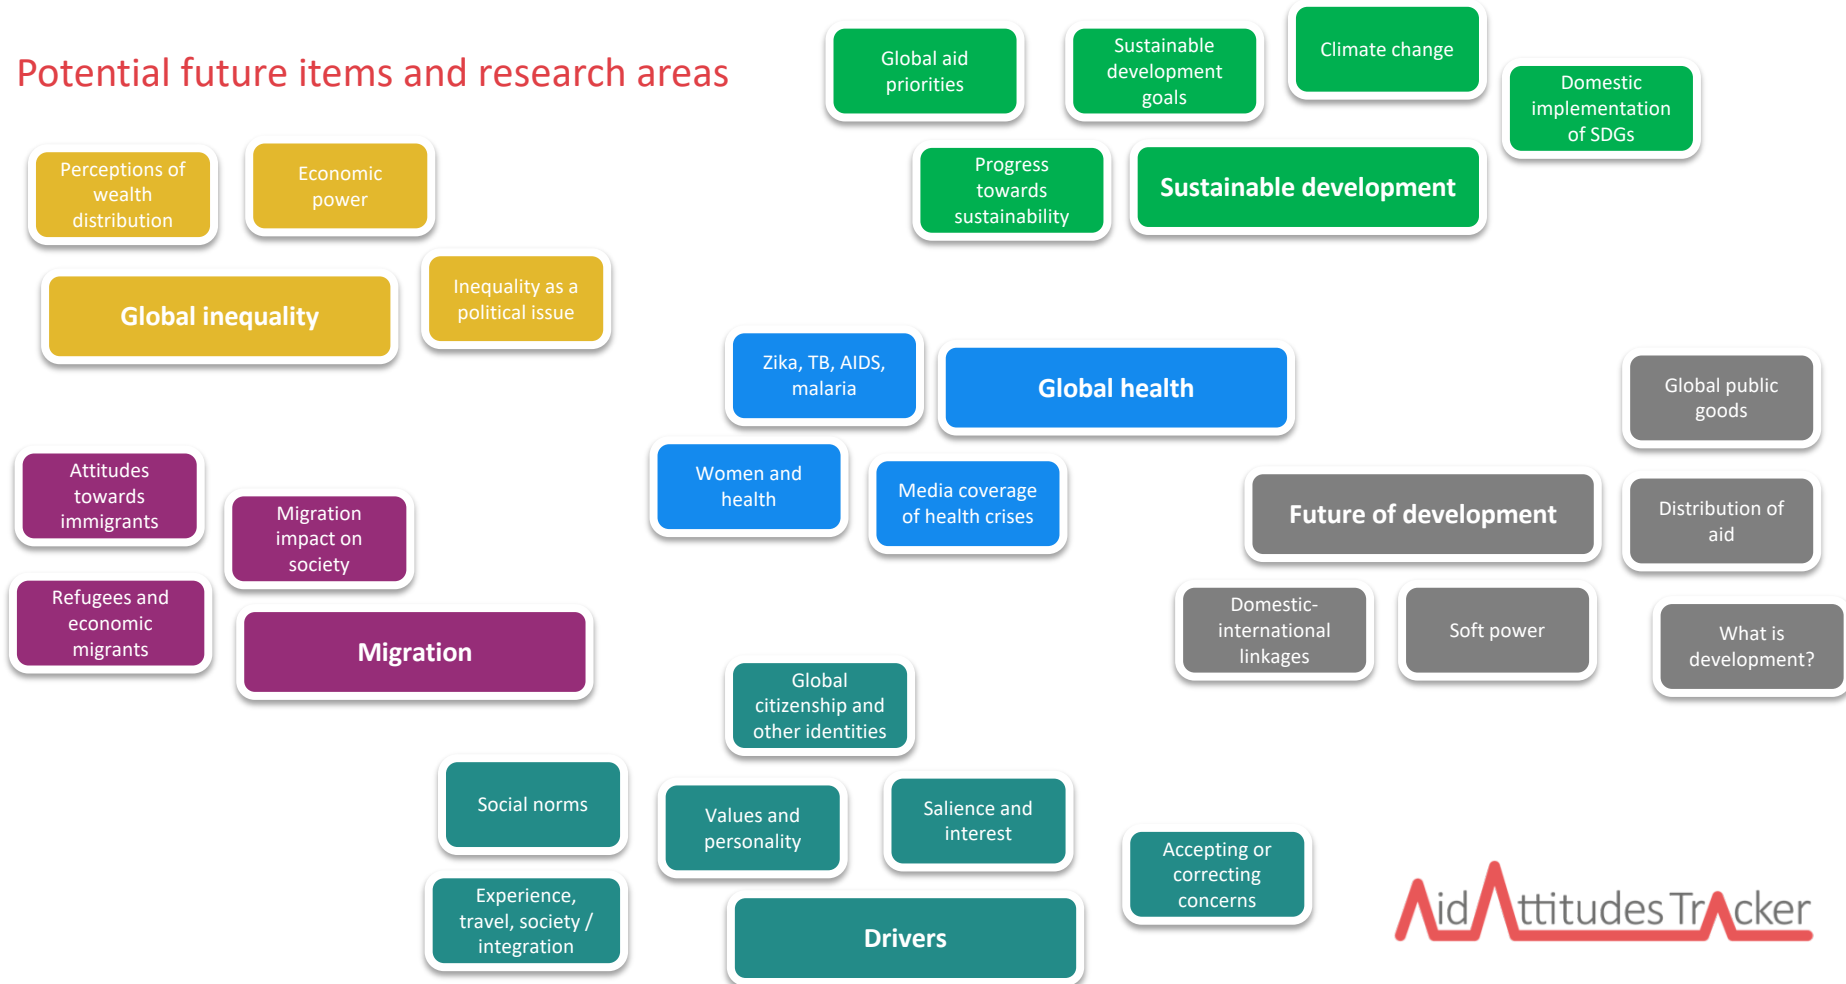 Potential future items and research areas
Global aid
priorities
Sustainable
development
goals
Climate change
Domestic
implementation
of SDGs
Progress
towards
sustainability
Sustainable development
Perceptions of
wealth
distribution
Economic
power
Inequality as a
political issue
Global inequality
Zika, TB, AIDS,
malaria
Global health
Women and
health
Media coverage
of health crises
Global public
goods
Future of development
Distribution of
aid
Domestic-
international
linkages
Soft power
What is
development?
Attitudes
towards
immigrants
Migration
impact on
society
Refugees and
economic
migrants
Migration
Global
citizenship and
other identities
Social norms
Values and
personality
Salience and
interest
Accepting or
correcting
concerns
Experience,
travel, society /
integration
Drivers
Aid Attitudes Tracker